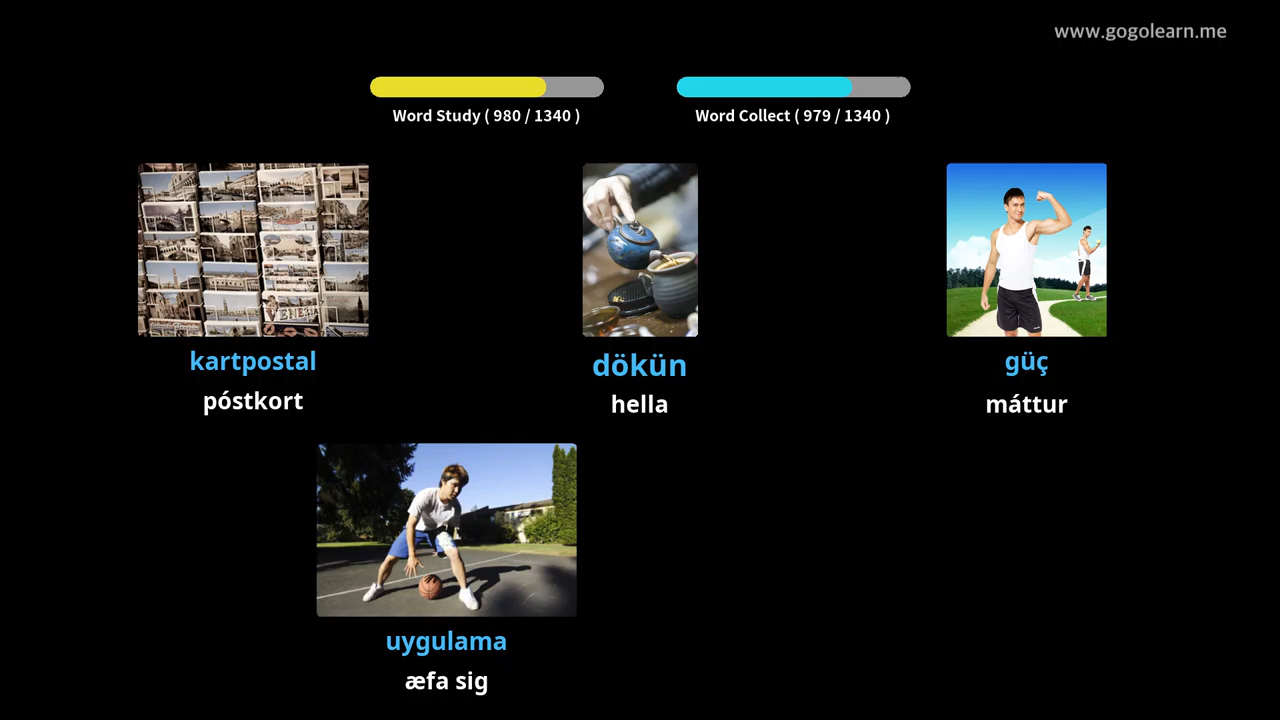 www.gogolearn.me
Word Study ( 980 / 1340 )
Word Collect ( 979 / 1340 )
kartpostal
póstkort
dökün
hella
güç
máttur
uygulama
æfa sig